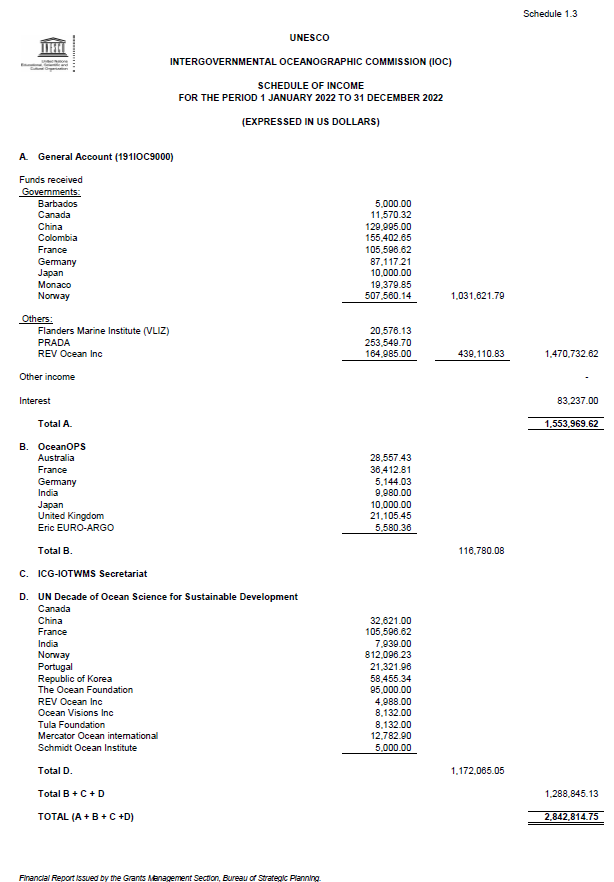 Schedule 1.3
UNESCO
United Nations
Educational, Scientific and
Cultural Organization
INTERGOVERNMENTAL OCEANOGRAPHIC COMMISSION (IOC)
SCHEDULE OF INCOME
FOR THE PERIOD 1 JANUARY 2022 TO 31 DECEMBER 2022
(EXPRESSED IN US DOLLARS)
A. General Account (191IOC9000)
Funds received
Governments:
Barbados 5,000.00
Canada 11,570.32
China 129,995.00
Colombia 155,402.65
France 105,596.62
Germany 87,117.21
Japan 10,000.00
Monaco 19,379.85
Norway 507,560.14 1,031,621.79
Others:
Flanders Marine Institute (VLIZ) 20,576.13
PRADA 253,549.70
REV Ocean Inc 164,985.00 439,110.83 1,470,732.62
Other income -
Interest 83,237.00
Total A. 1,553,969.62
B. OceanOPS
Australia 28,557.43
France 36,412.81
Germany 5,144.03
India 9,980.00
Japan 10,000.00
United Kingdom 21,105.45
Eric EURO-ARGO 5,580.36
Total B. 116,780.08
C. ICG-IOTWMS Secretariat
D. UN Decade of Ocean Science for Sustainable Development
Canada
China 32,621.00
France 105,596.62
India 7,939.00
Norway 812,096.23
Portugal 21,321.96
Republic of Korea 58,455.34
The Ocean Foundation 95,000.00
REV Ocean Inc 4,988.00
Ocean Visions Inc 8,132.00
Tula Foundation 8,132.00
Mercator Ocean international 12,782.90
Schmidt Ocean Institute 5,000.00
Total D. 1,172,065.05
Total B + C + D 1,288,845.13
TOTAL (A + B + C +D) 2,842,814.75
Financial Report issued by the Grants Management Section, Bureau of Strategic Planning.